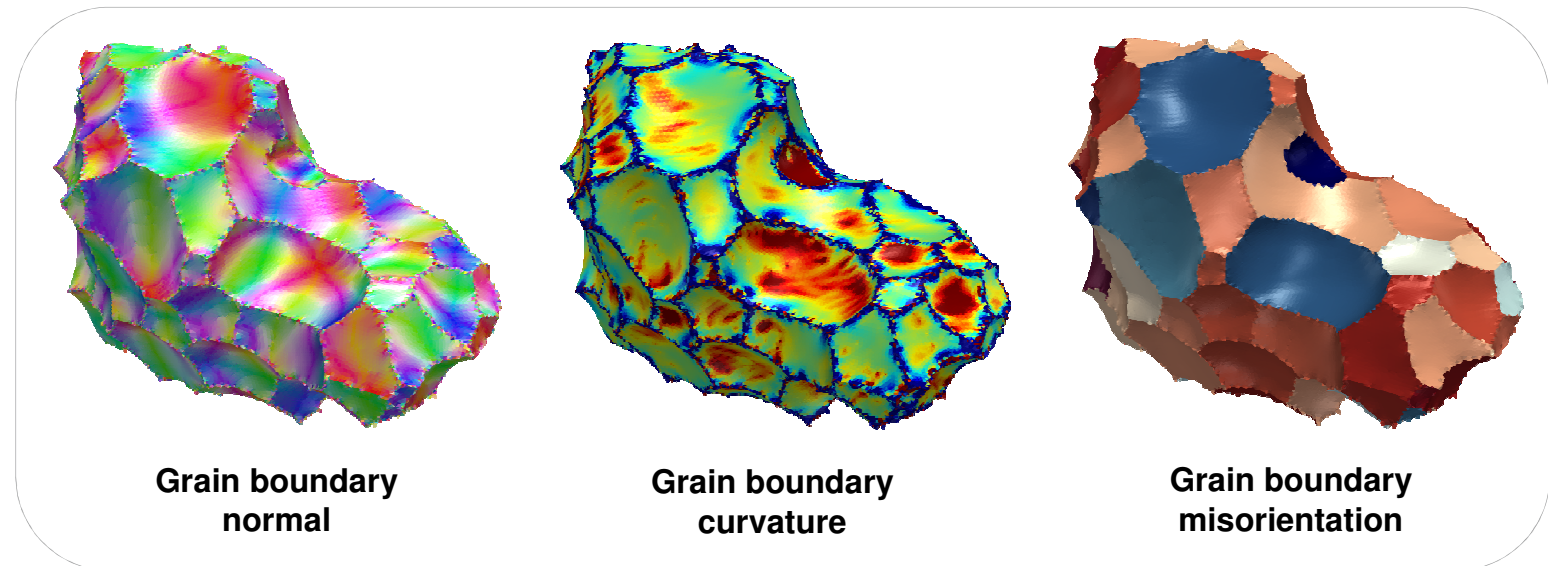 Grain boundary
normal
Grain boundary
curvature
Grain boundary
misorientation